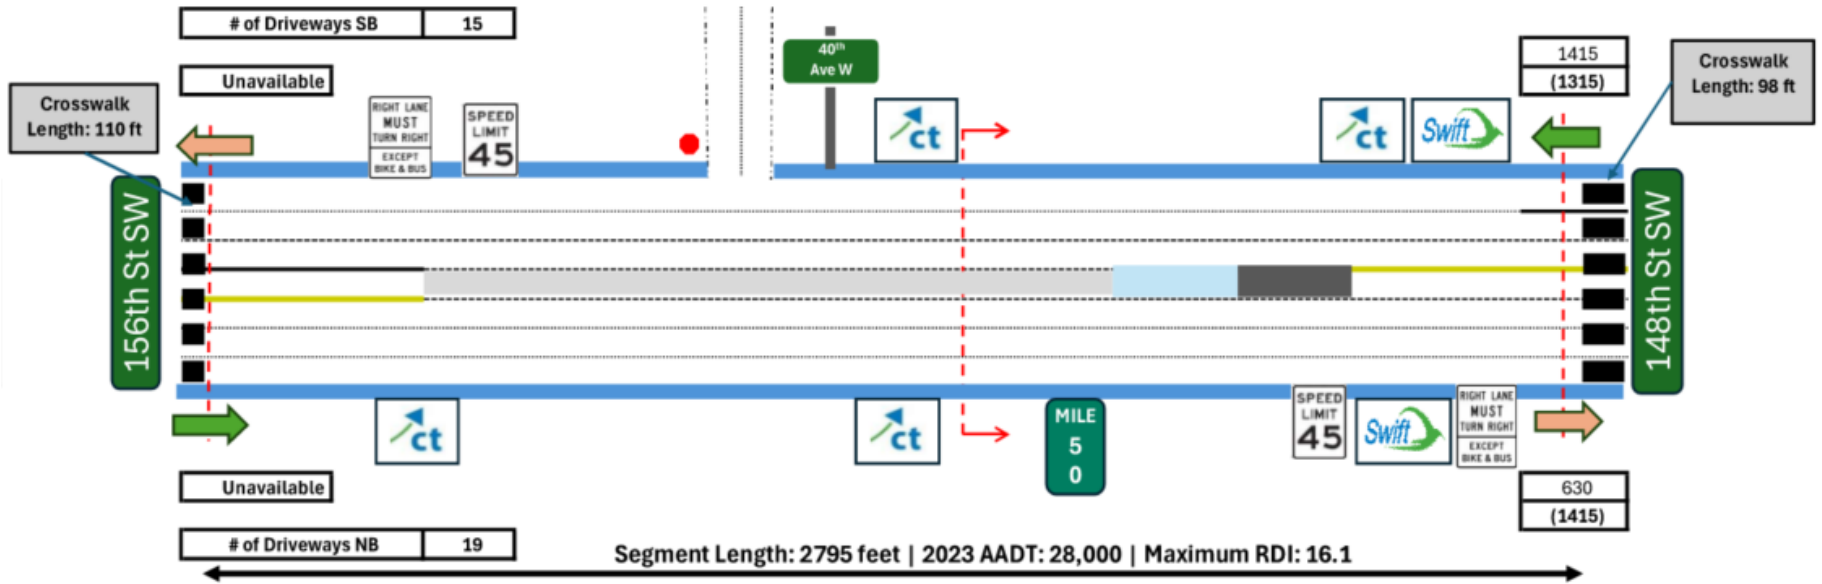 # of Driveways SB 15
Unavailable
Crosswalk
Length: 110 ft
RIGHT LANE
MUST
TURN RIGHT
EXCEPT
BIKE & BUS
SPEED
LIMIT
45
40th
Ave W
ct
ct
Swift
1415
(1315)
Crosswalk
Length: 98 ft
156th St SW
148th St SW
ct
ct
MILE
5
0
SPEED
LIMIT
45
Swift
RIGHT LANE
MUST
TURN RIGHT
EXCEPT
BIKE & BUS
Unavailable
630
(1415)
# of Driveways NB 19
Segment Length: 2795 feet | 2023 AADT: 28,000 | Maximum RDI: 16.1